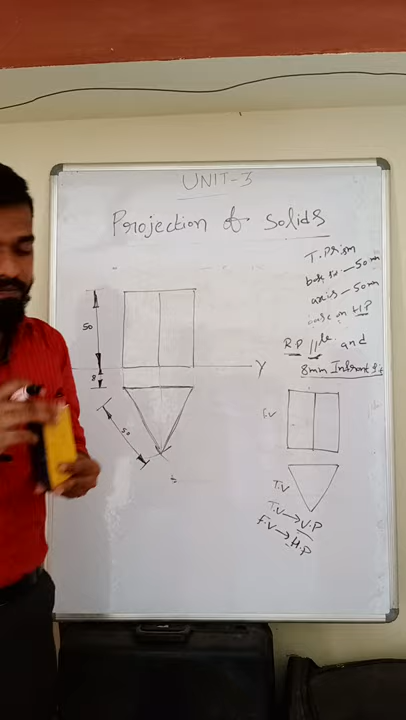 UNIT-3
Projection of solids
T. Prism
base 50mm
axis - 50mm
base on HP
R.P //le and
8mm Infront of
50
8
50
Y
F.V
T.V
T.V → V.P
F.V → H.P